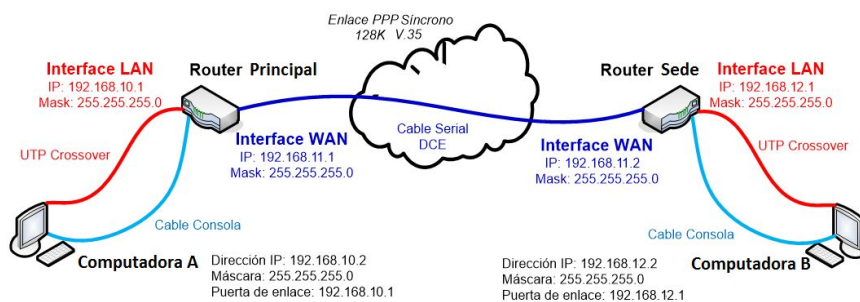 Enlace PPP Síncrono
128K V.35
Interface LAN
IP: 192.168.10.1
Mask: 255.255.255.0
Router Principal
Router Sede
Interface LAN
IP: 192.168.12.1
Mask: 255.255.255.0
Interface WAN
IP: 192.168.11.1
Mask: 255.255.255.0
Cable Serial
DCE
Interface WAN
IP: 192.168.11.2
Mask: 255.255.255.0
UTP Crossover
UTP Crossover
Cable Consola
Cable Consola
Computadora A
Dirección IP: 192.168.10.2
Máscara: 255.255.255.0
Puerta de enlace: 192.168.10.1
Dirección IP: 192.168.12.2
Máscara: 255.255.255.0
Puerta de enlace: 192.168.12.1
Computadora B